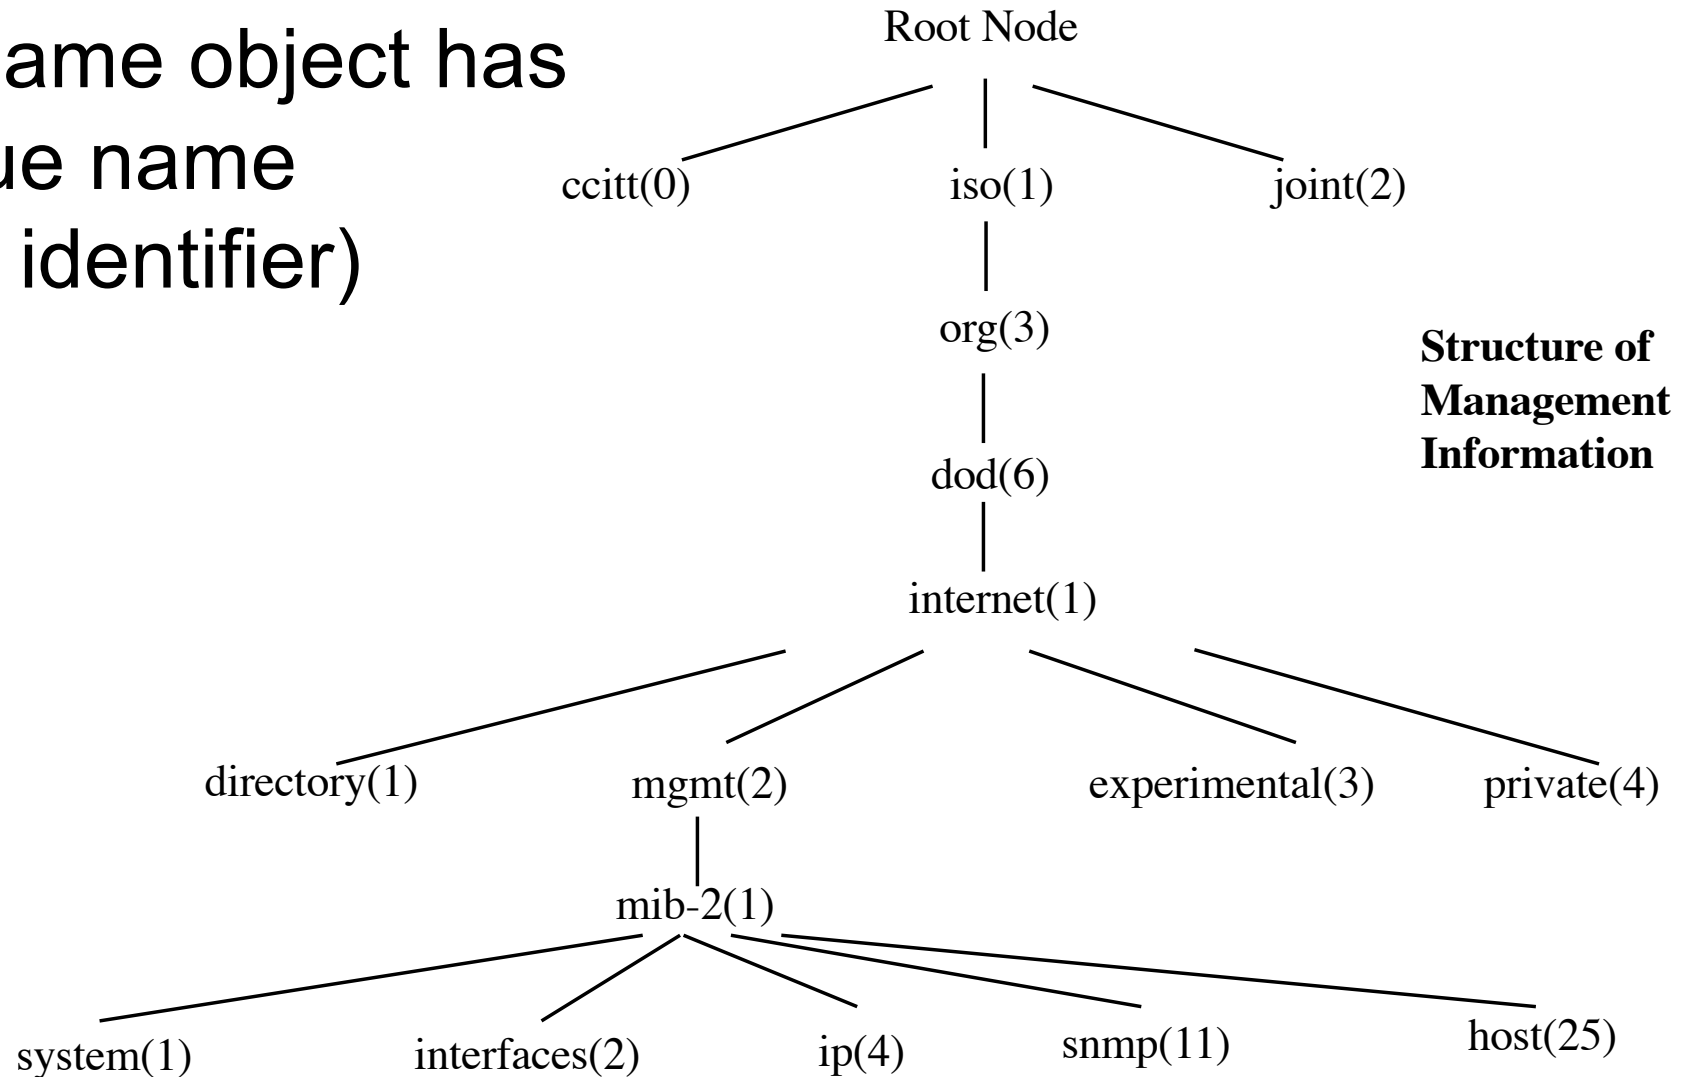 ame object has
ue name
identifier)
Root Node
ccitt(0) iso(1) joint(2)
org(3)
Structure of
Management
Information
dod(6)
internet(1)
directory(1) mgmt(2) experimental(3) private(4)
mib-2(1)
system(1) interfaces(2) ip(4) snmp(11) host(25)